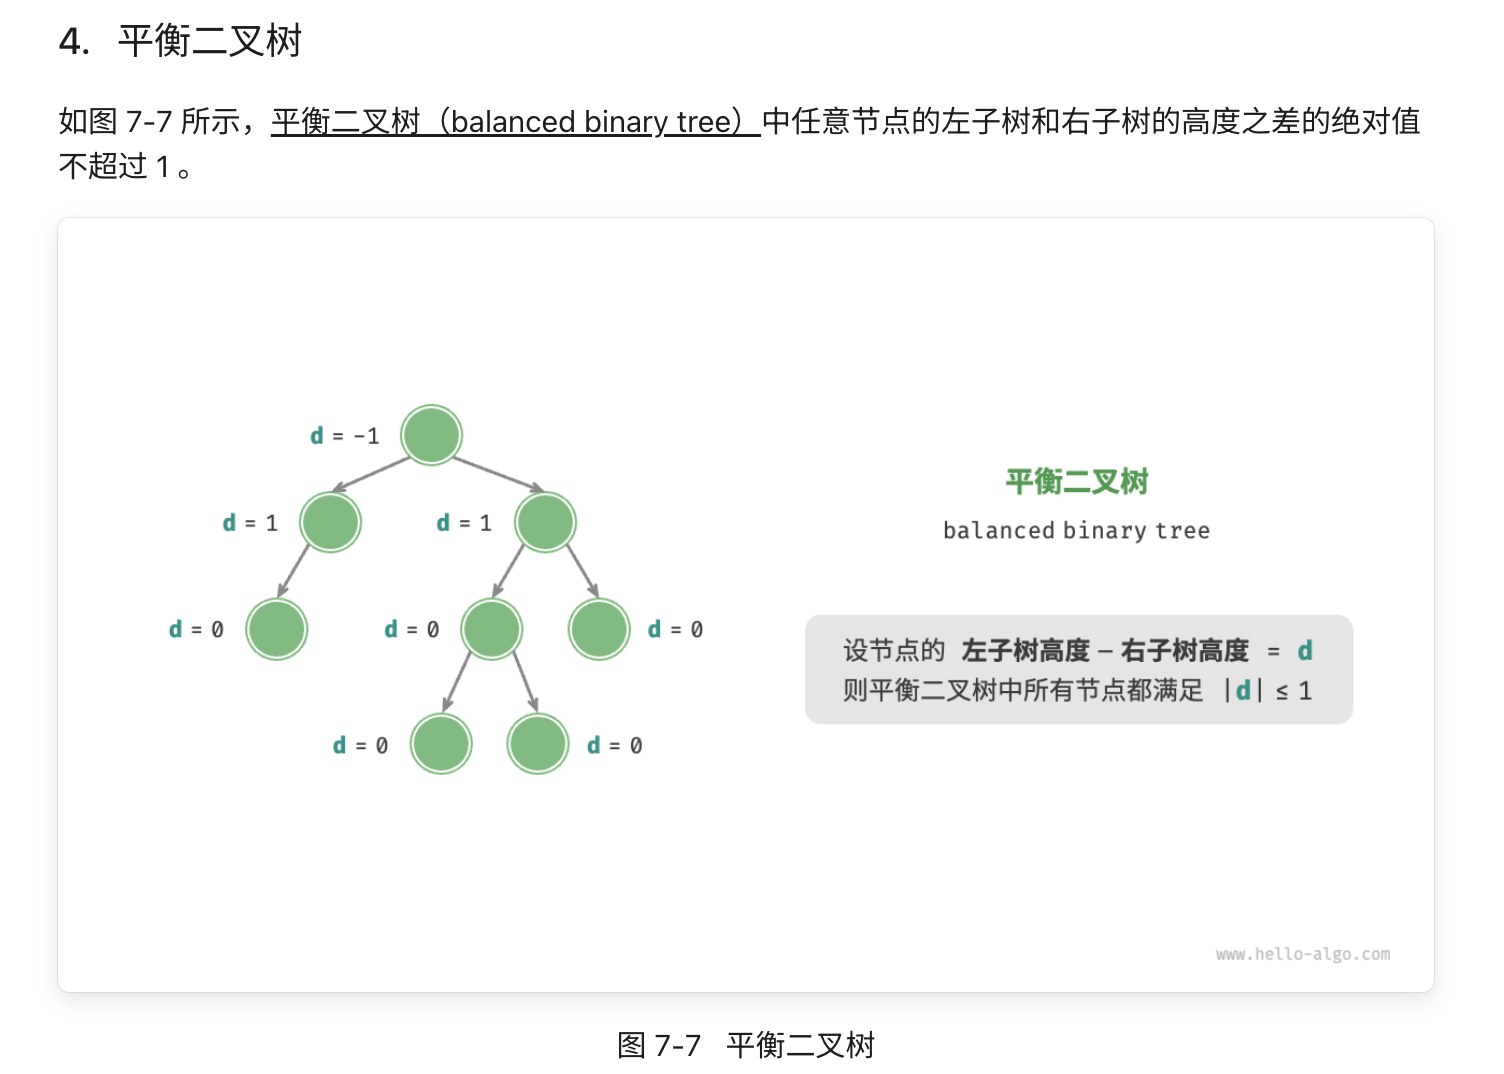 4. 平衡二叉树
如图 7-7 所示，平衡二叉树（balanced binary tree）中任意节点的左子树和右子树的高度之差的绝对值
不超过 1 。
d = -1
d = 1
d = 1
d = 0
d = 0
d = 0
d = 0
d = 0
平衡二叉树
balanced binary tree
设节点的 左子树高度 – 右子树高度 = d
则平衡二叉树中所有节点都满足 |d| ≤ 1
www.hello-algo.com
图 7-7 平衡二叉树